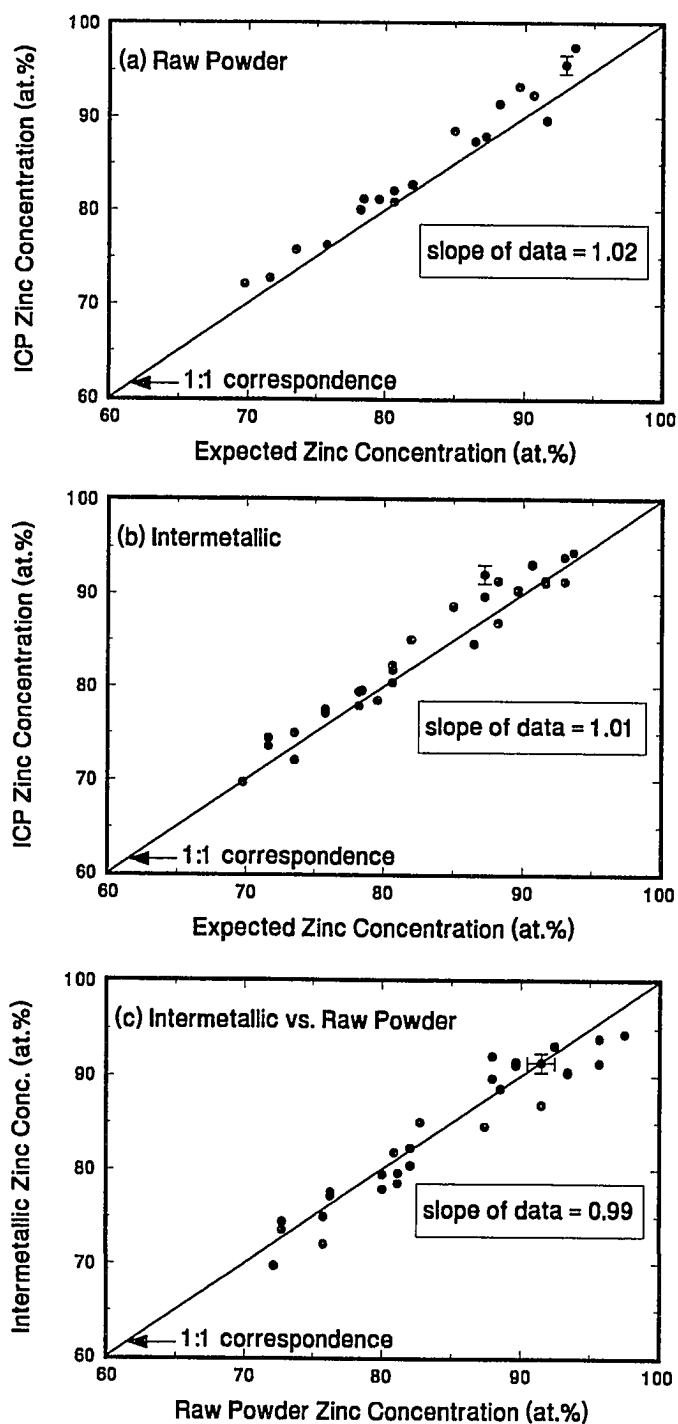 100
(a) Raw Powder
90
80
slope of data = 1.02
70
1:1 correspondence
60
60 70 80 90 100
ICP Zinc Concentration (at.%)
Expected Zinc Concentration (at.%)
100
(b) Intermetallic
90
80
slope of data = 1.01
70
1:1 correspondence
60
60 70 80 90 100
ICP Zinc Concentration (at.%)
Expected Zinc Concentration (at.%)
100
(c) Intermetallic vs. Raw Powder
90
80
slope of data = 0.99
70
1:1 correspondence
60
60 70 80 90 100
Intermetallic Zinc Conc. (at.%)
Raw Powder Zinc Concentration (at.%)